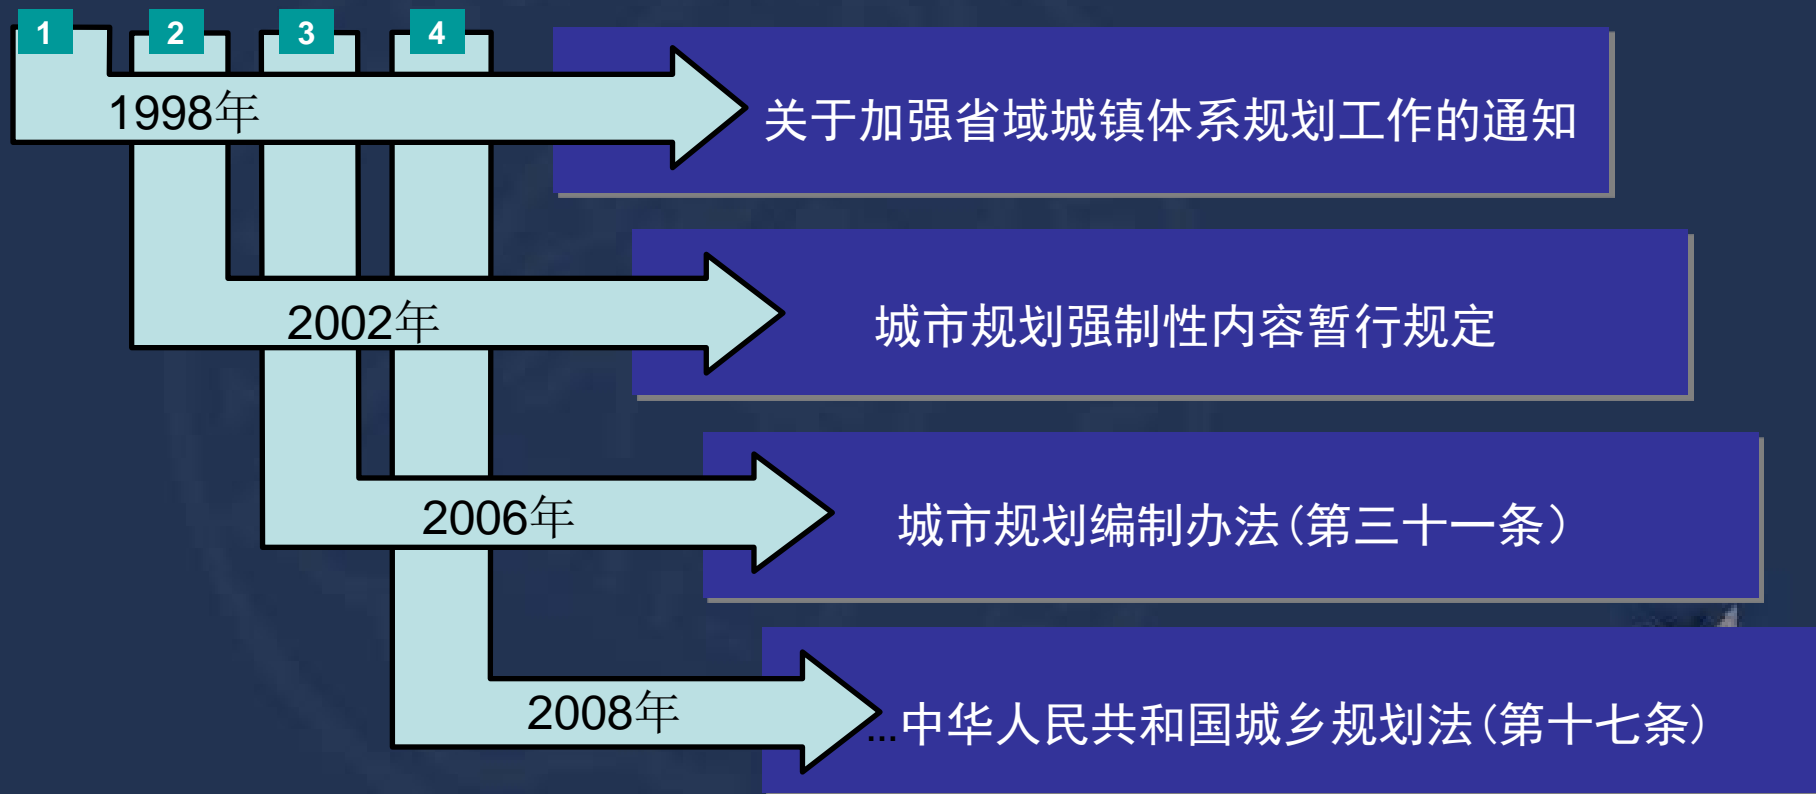 1 2 3 4
1998年
关于加强省域城镇体系规划工作的通知
2002年
城市规划强制性内容暂行规定
2006年
城市规划编制办法(第三十一条）
2008年
...中华人民共和国城乡规划法(第十七条)